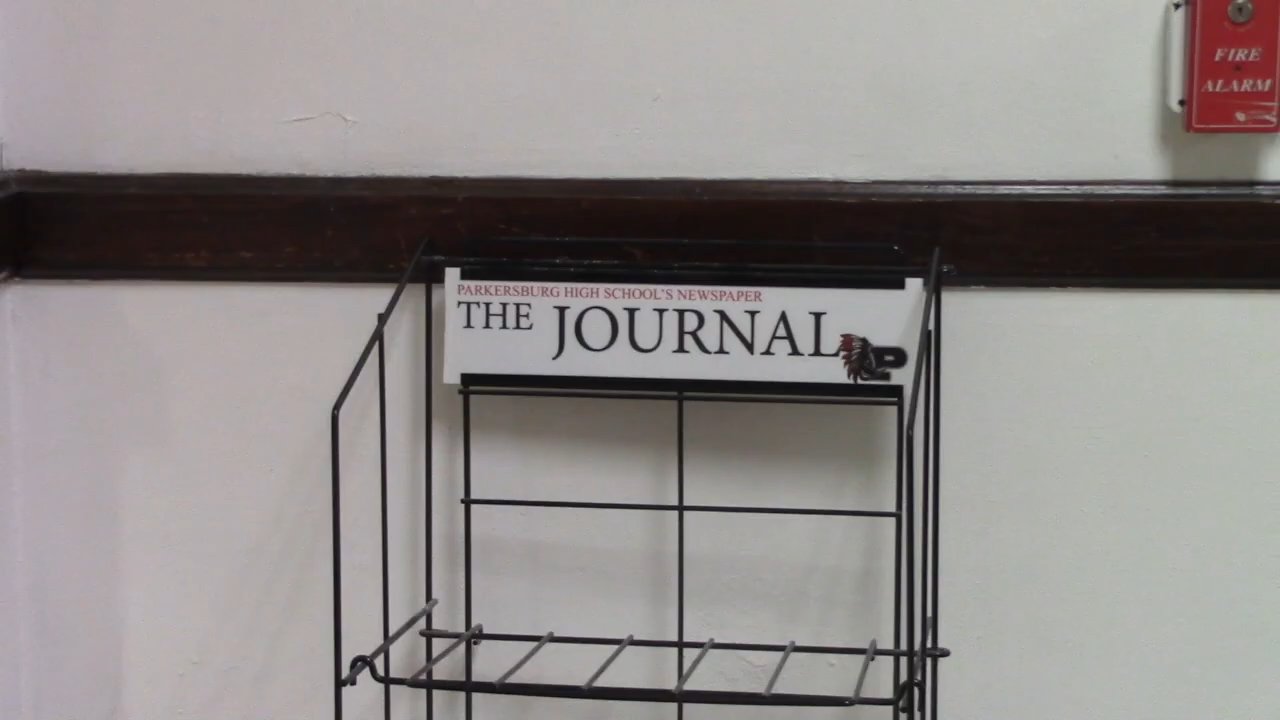 FIRE
ALARM
PARKERSBURG HIGH SCHOOL'S NEWSPAPER
THE JOURNAL
P